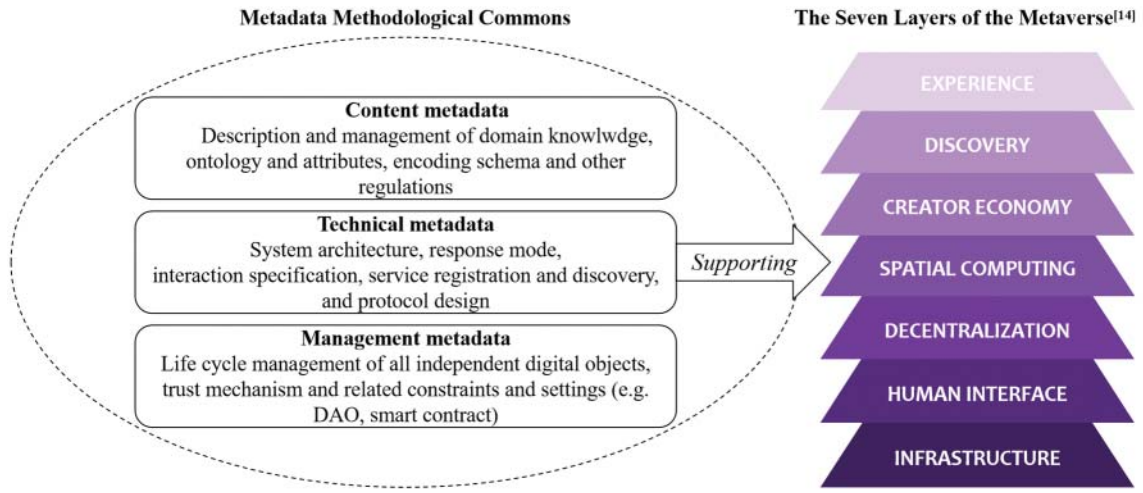 Metadata Methodological Commons
Content metadata
Description and management of domain knowlwdge,
ontology and attributes, encoding schema and other
regulations
Technical metadata
System architecture, response mode,
interaction specification, service registration and discovery,
and protocol design
Management metadata
Life cycle management of all independent digital objects,
trust mechanism and related constraints and settings (e.g.
DAO, smart contract)
Supporting
The Seven Layers of the Metaverse[14]
EXPERIENCE
DISCOVERY
CREATOR ECONOMY
SPATIAL COMPUTING
DECENTRALIZATION
HUMAN INTERFACE
INFRASTRUCTURE